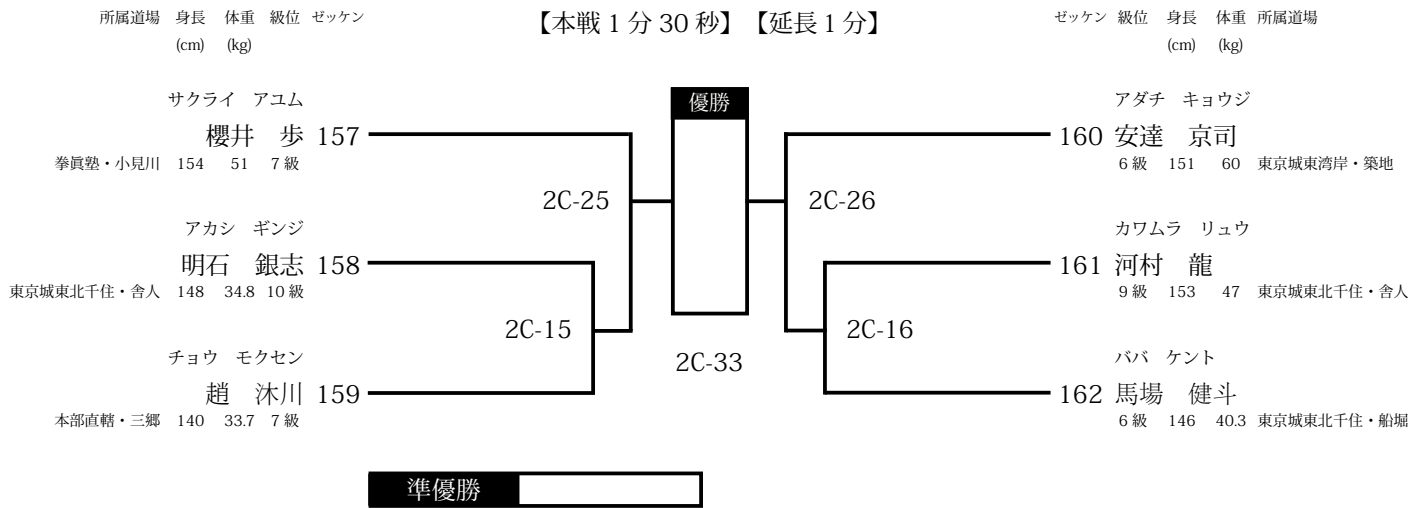 所属道場 身長 体重 級位 ゼッケン
(cm) (kg)
【本戦 1 分 30 秒】【延長 1 分】
ゼッケン 級位 身長 体重 所属道場
(cm) (kg)
サクライ アユム
櫻井 歩 157
拳眞塾・小見川 154 51 7 級
アカシ ギンジ
明石 銀志 158
東京城東北千住・舎人 148 34.8 10 級
チョウ モクセン
趙 沐川 159
本部直轄・三郷 140 33.7 7 級
2C-25
2C-15
優勝
2C-33
2C-26
2C-16
アダチ キョウジ
160 安達 京司
6 級 151 60 東京城東湾岸・築地
カワムラ リュウ
161 河村 龍
9 級 153 47 東京城東北千住・舎人
ババ ケント
162 馬場 健斗
6 級 146 40.3 東京城東北千住・船堀
準優勝